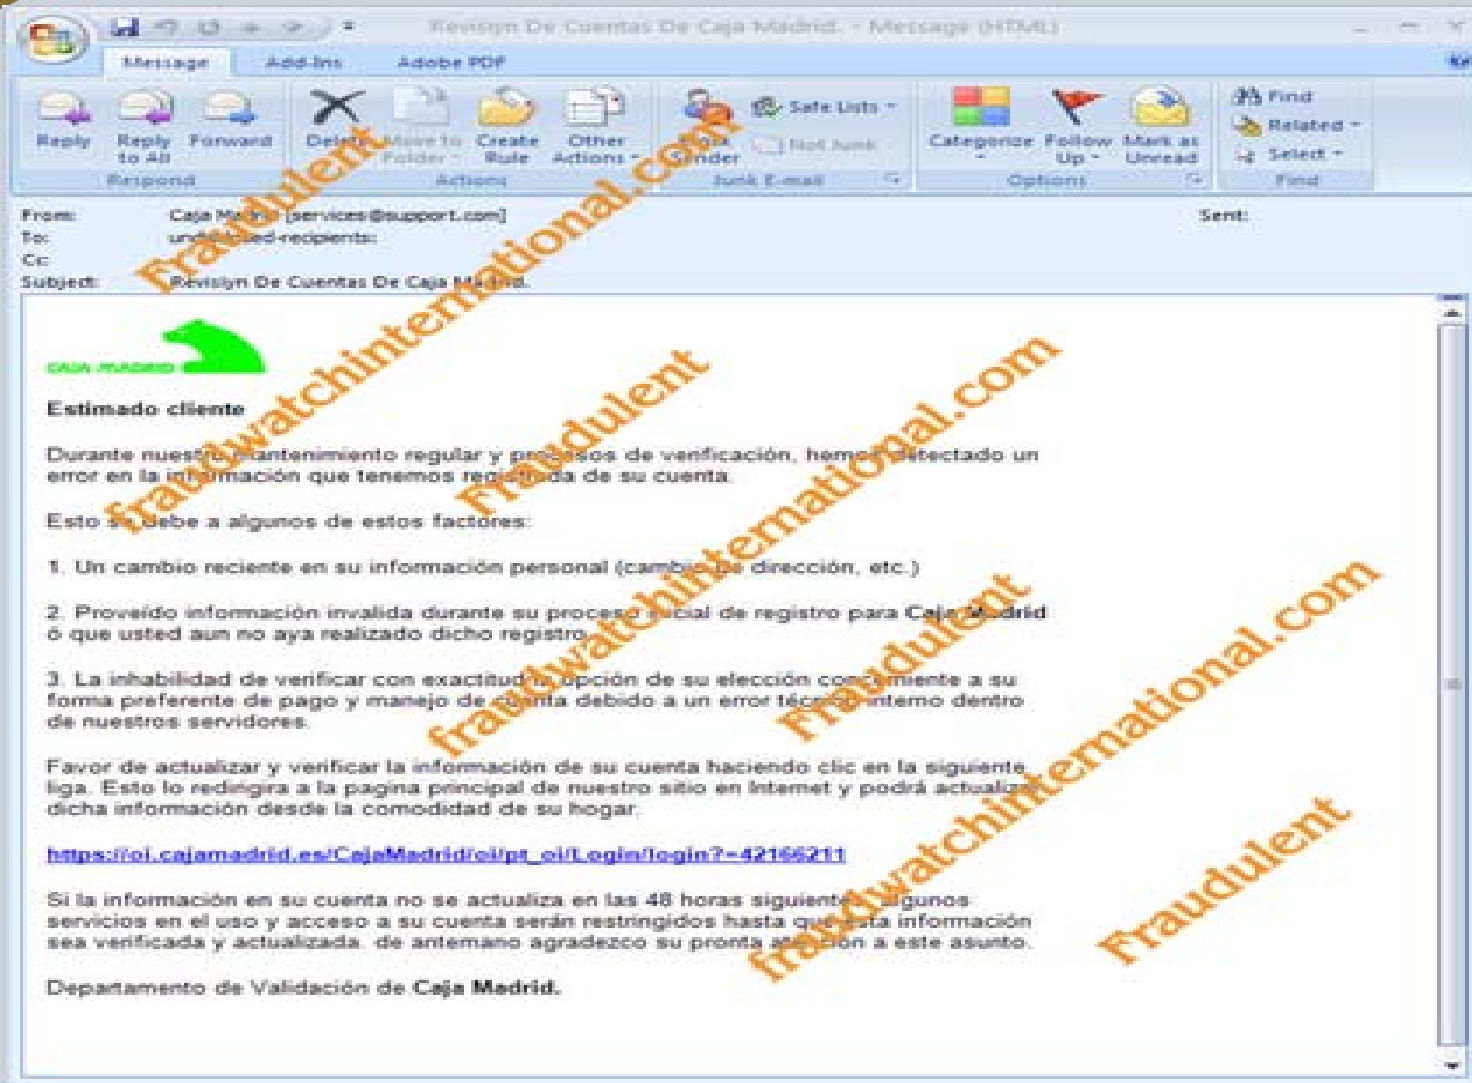 Revisiyn De Cuentas De Caja Madrid. - Message (HTML)
Message Add-Ins Adobe PDF
Reply Reply to All Forward Delete Move to Folder Create Rule Other Actions Sender Safe Lists Not Junk Categorize Follow Up Mark as Unread Find Related Select
Respond Actions Junk E-mail Options Find
From: Caja Madrid [services@support.com] Sent:
To: undisclosed-recipients:
Cc:
Subject: Revisiyn De Cuentas De Caja Madrid.
CAJA MADRID
Estimado cliente
Durante nuestro mantenimiento regular y procesos de verificación, hemos detectado un
error en la información que tenemos registrada de su cuenta.
Esto se debe a algunos de estos factores:
1. Un cambio reciente en su información personal (cambio de dirección, etc.)
2. Proveído información invalida durante su proceso inicial de registro para Caja Madrid
ó que usted aun no aya realizado dicho registro.
3. La inhabilidad de verificar con exactitud la opción de su elección concerniente a su
forma preferente de pago y manejo de cuenta debido a un error técnico interno dentro
de nuestros servidores.
Favor de actualizar y verificar la información de su cuenta haciendo clic en la siguiente
liga. Esto lo redirigira a la pagina principal de nuestro sitio en Internet y podrá actualizar
dicha información desde la comodidad de su hogar.
https://oi.cajamadrid.es/CajaMadrid/oi/pt_oi/Login/login?=42166211
Si la información en su cuenta no se actualiza en las 48 horas siguientes, algunos
servicios en el uso y acceso a su cuenta serán restringidos hasta que esta información
sea verificada y actualizada. de antemano agradezco su pronta atención a este asunto.
Departamento de Validación de Caja Madrid.
Fraudulent
fraudwatchinternational.com
Fraudulent
fraudwatchinternational.com
Fraudulent
fraudwatchinternational.com
Fraudulent